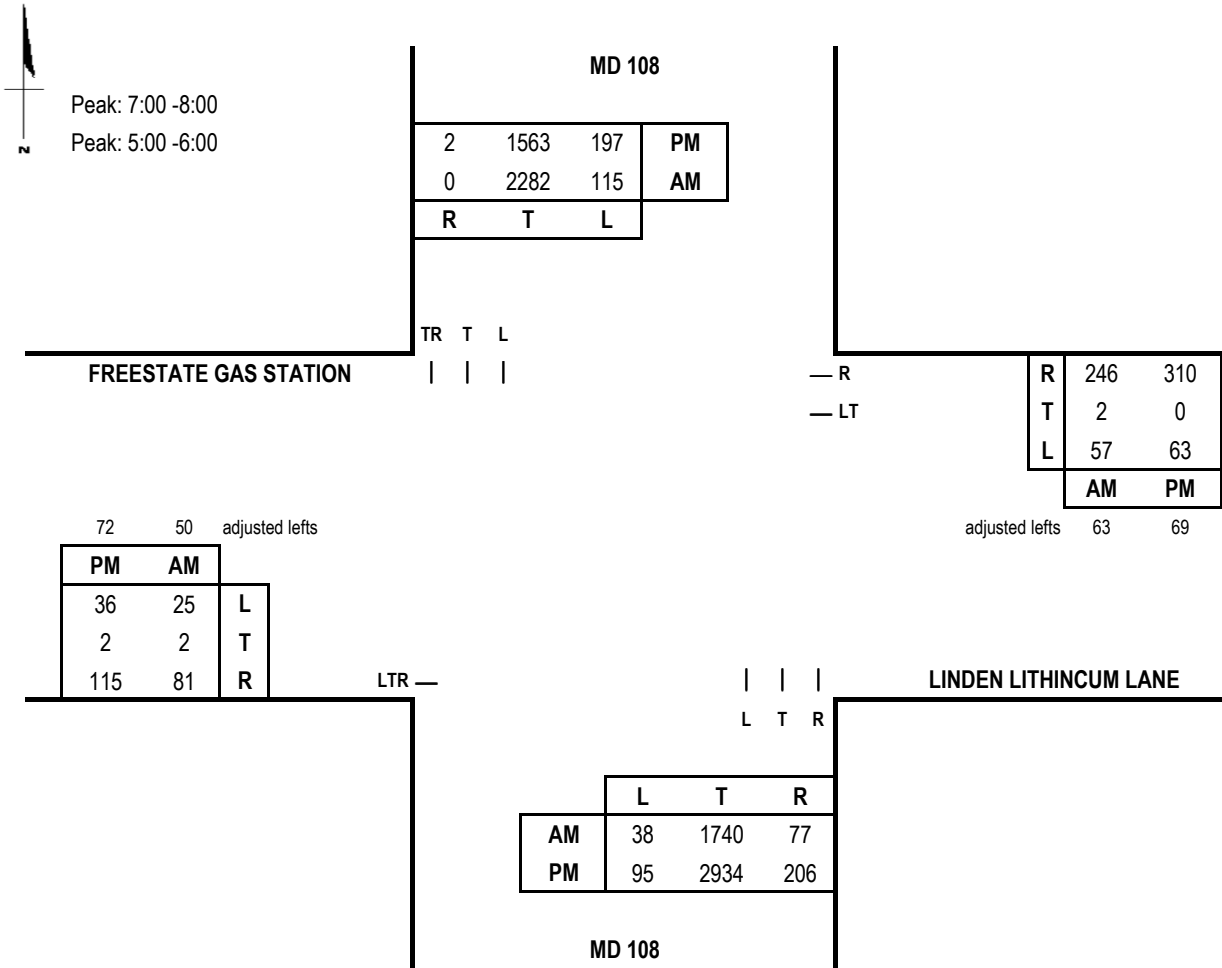 MD 108
Peak: 7:00 -8:00
Peak: 5:00 -6:00
N
2 1563 197 PM
0 2282 115 AM
R T L
TR T L
FREESTATE GAS STATION
| | |
— R
— LT
R 246 310
T 2 0
L 57 63
AM PM
adjusted lefts 63 69
72 50 adjusted lefts
PM AM
36 25 L
2 2 T
115 81 R
LTR —
| | |
L T R
LINDEN LITHINCUM LANE
L T R
AM 38 1740 77
PM 95 2934 206
MD 108